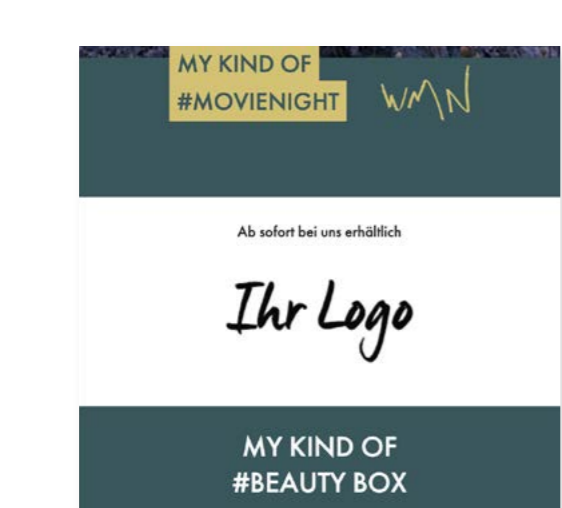 MY KIND OF
#MOVIENIGHT
WMN
Ab sofort bei uns erhältlich
Ihr Logo
MY KIND OF
#BEAUTY BOX